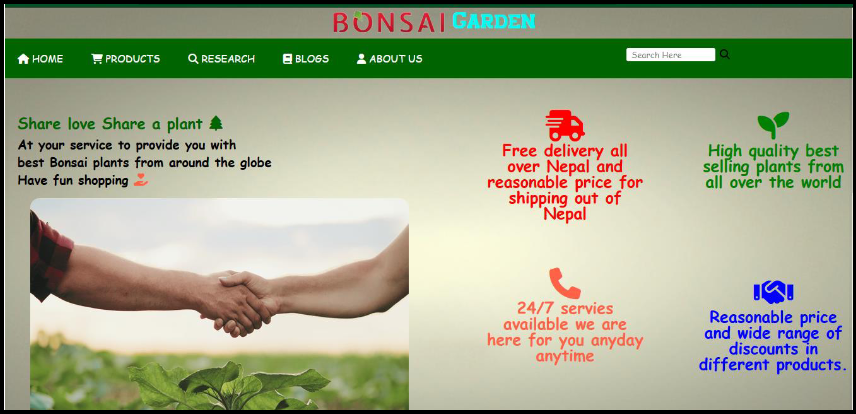 BONSAI GARDEN
HOME PRODUCTS RESEARCH BLOGS ABOUT US Search Here
Share love Share a plant
At your service to provide you with
best Bonsai plants from around the globe
Have fun shopping
Free delivery all
over Nepal and
reasonable price for
shipping out of
Nepal
High quality best
selling plants from
all over the world
24/7 servies
available we are
here for you anyday
anytime
Reasonable price
and wide range of
discounts in
different products.